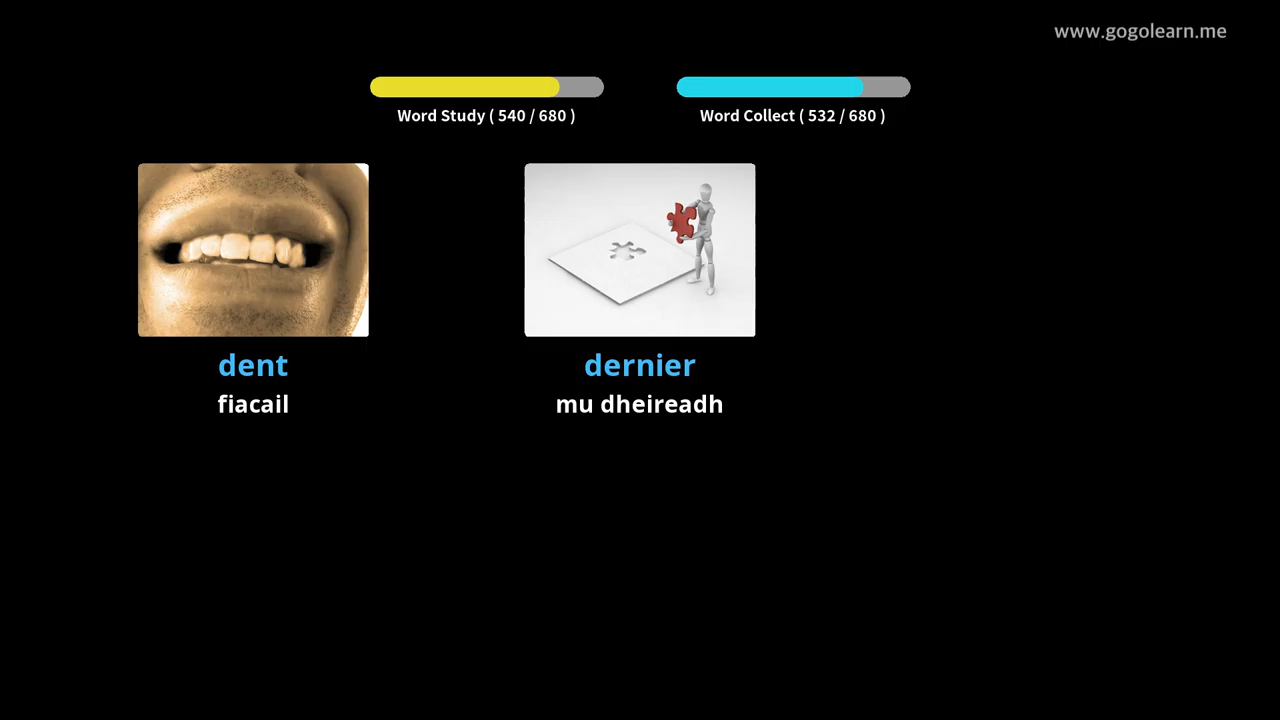 www.gogolearn.me
Word Study ( 540 / 680 )
Word Collect ( 532 / 680 )
dent
fiacail
dernier
mu dheireadh